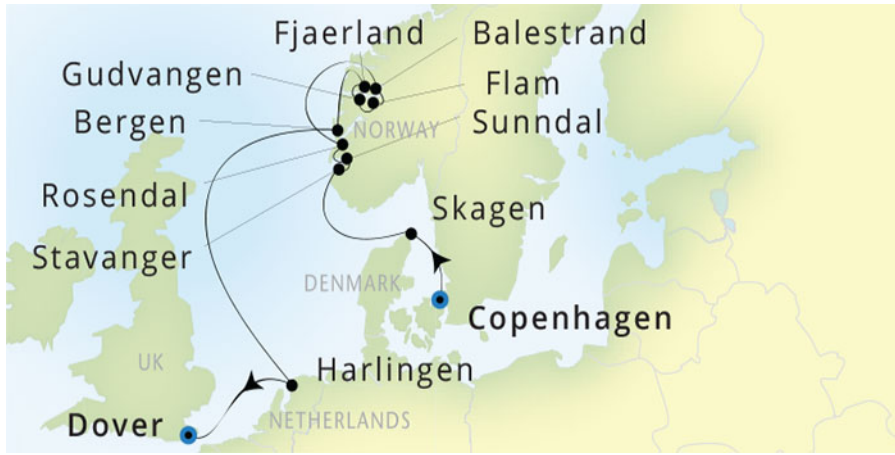 Fjaerland
Balestrand
Gudvangen
Flam
Bergen
NORWAY
Sunndal
Rosendal
Skagen
Stavanger
DENMARK
Copenhagen
UK
Harlingen
Dover
NETHERLANDS